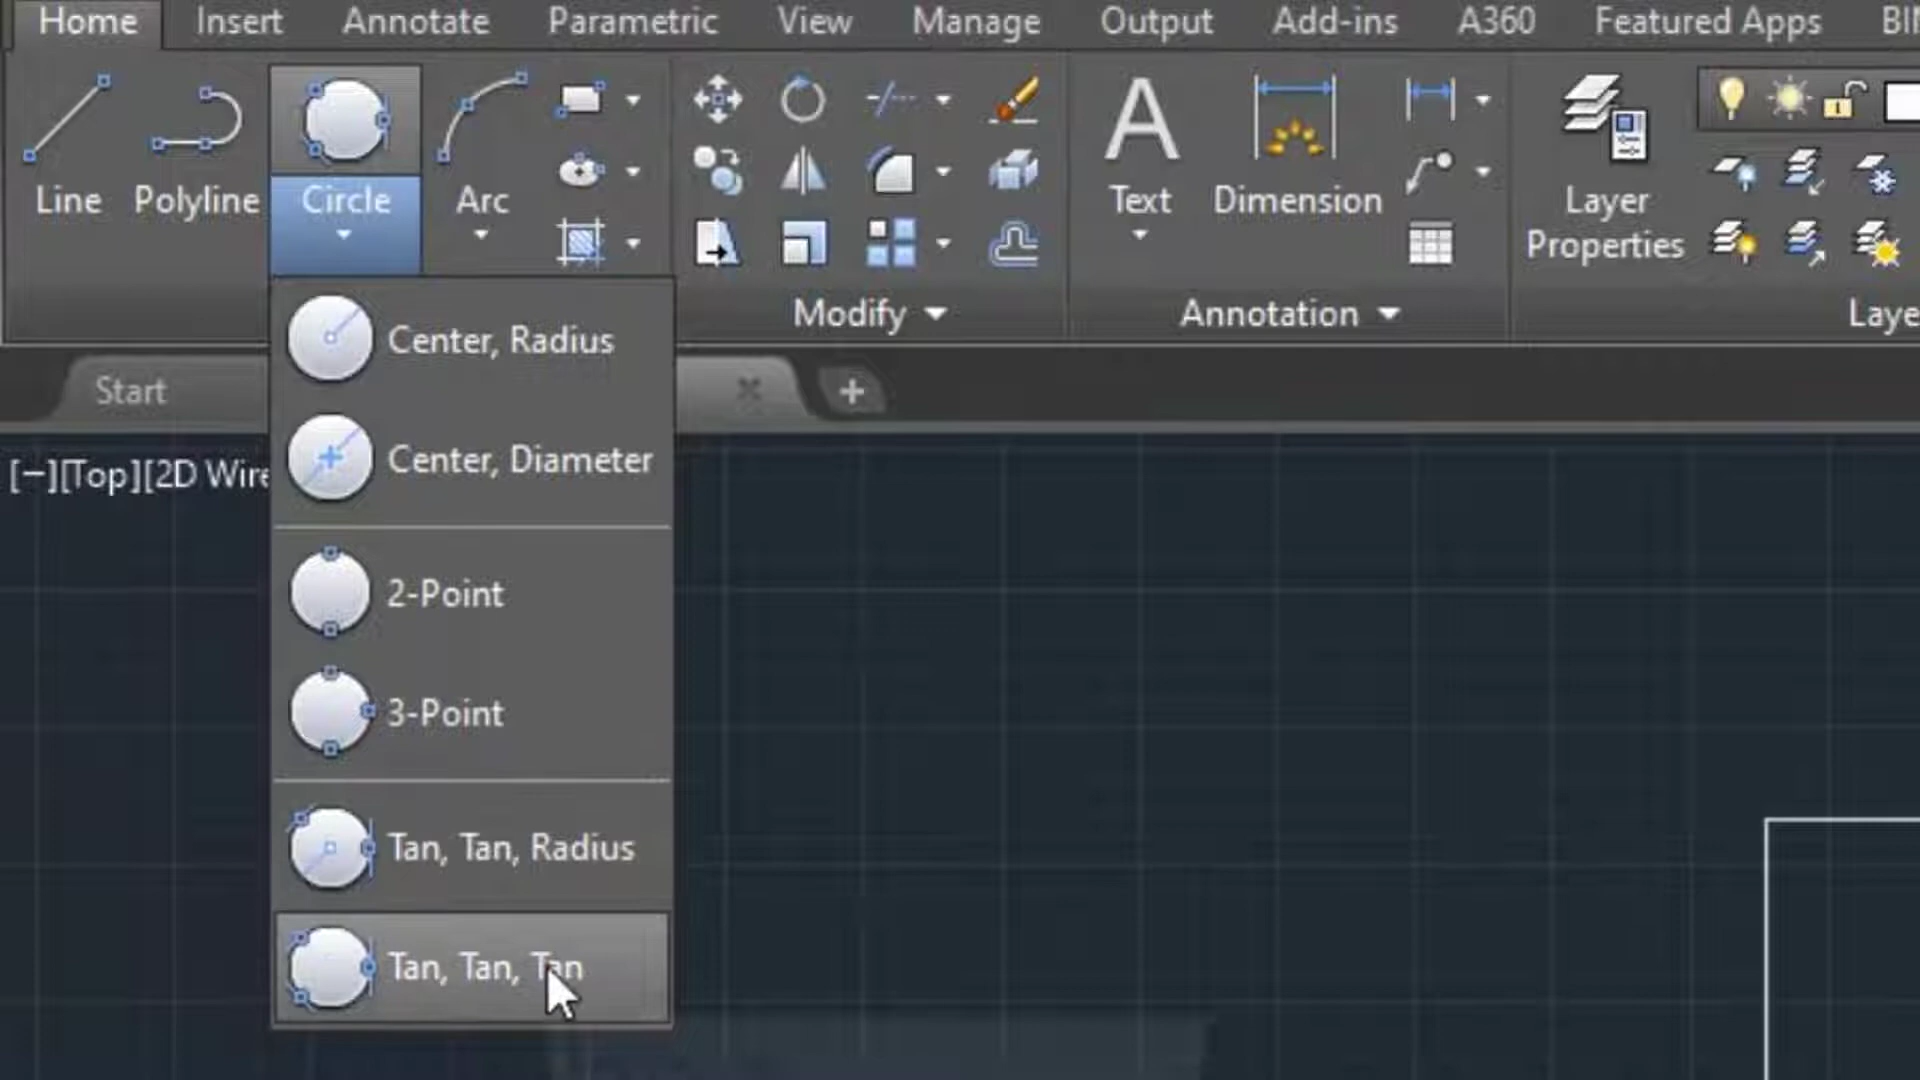 Home Insert Annotate Parametric View Manage Output Add-ins A360 Featured Apps
Line Polyline Circle Arc Text Dimension Layer Properties
Modify Annotation
Start
[−][Top][2D
Center, Radius
Center, Diameter
2-Point
3-Point
Tan, Tan, Radius
Tan, Tan, Tan